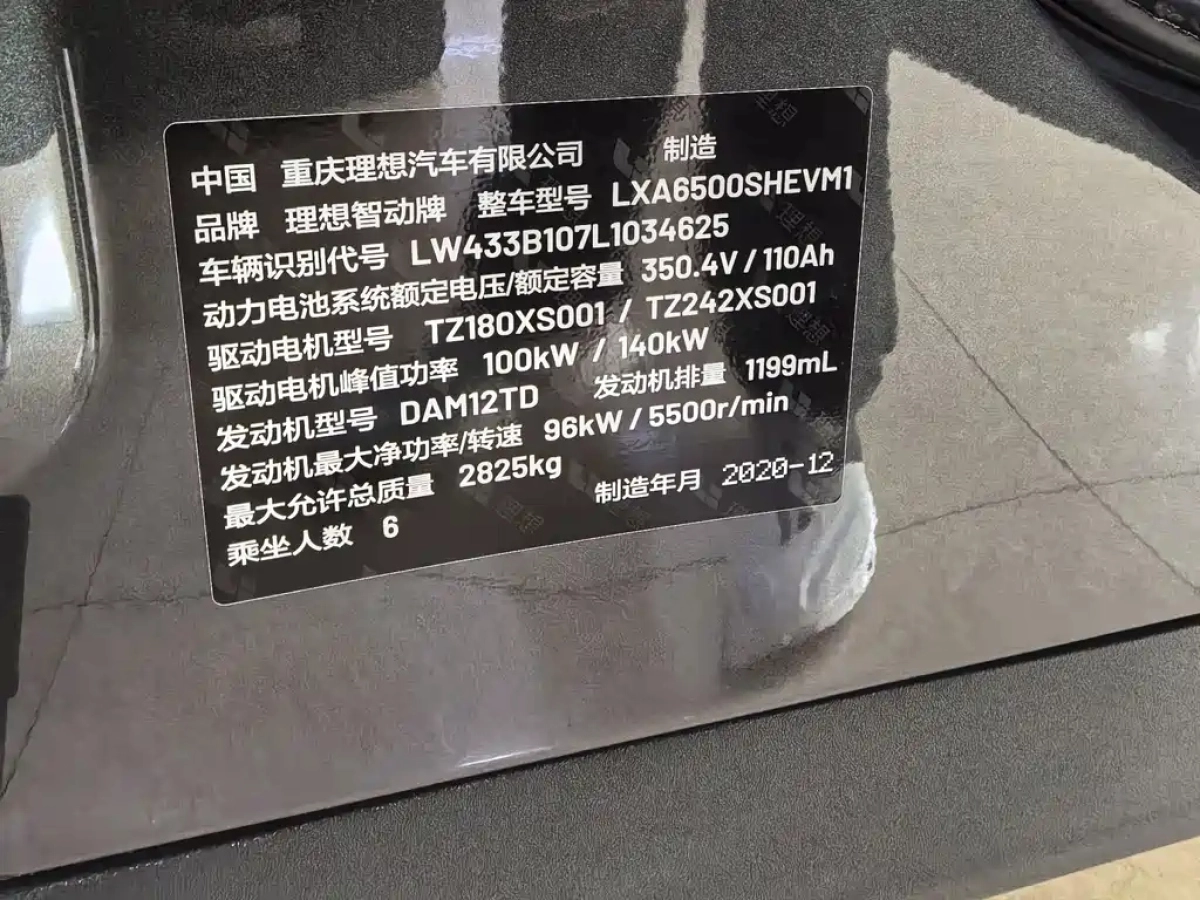 中国 重庆理想汽车有限公司 制造
品牌 理想智动牌 整车型号 LXA6500SHEVM1
车辆识别代号 LW433B107L1034625
动力电池系统额定电压/额定容量 350.4V / 110Ah
驱动电机型号 TZ180XS001 / TZ242XS001
驱动电机峰值功率 100kW / 140kW
发动机型号 DAM12TD 发动机排量 1199mL
发动机最大净功率/转速 96kW / 5500r/min
最大允许总质量 2825kg 制造年月 2020-12
乘坐人数 6